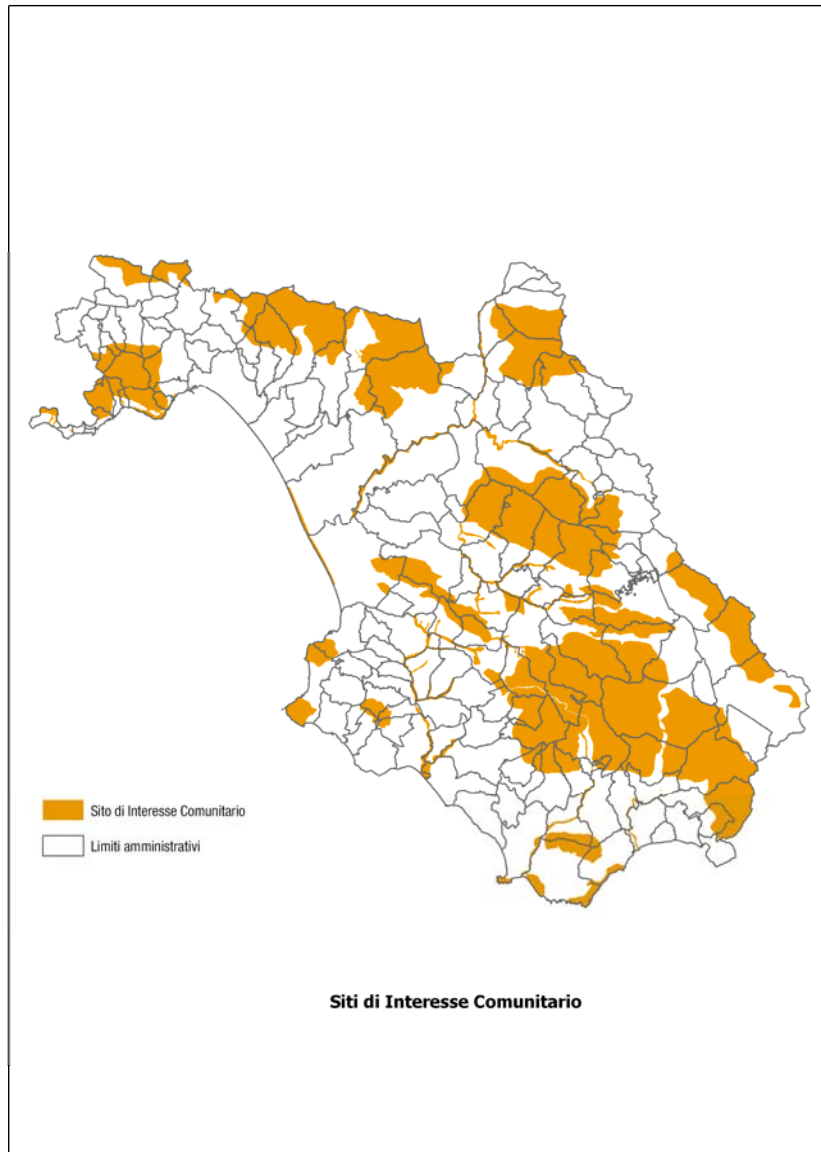 Sito di Interesse Comunitario
Limiti amministrativi
Siti di Interesse Comunitario